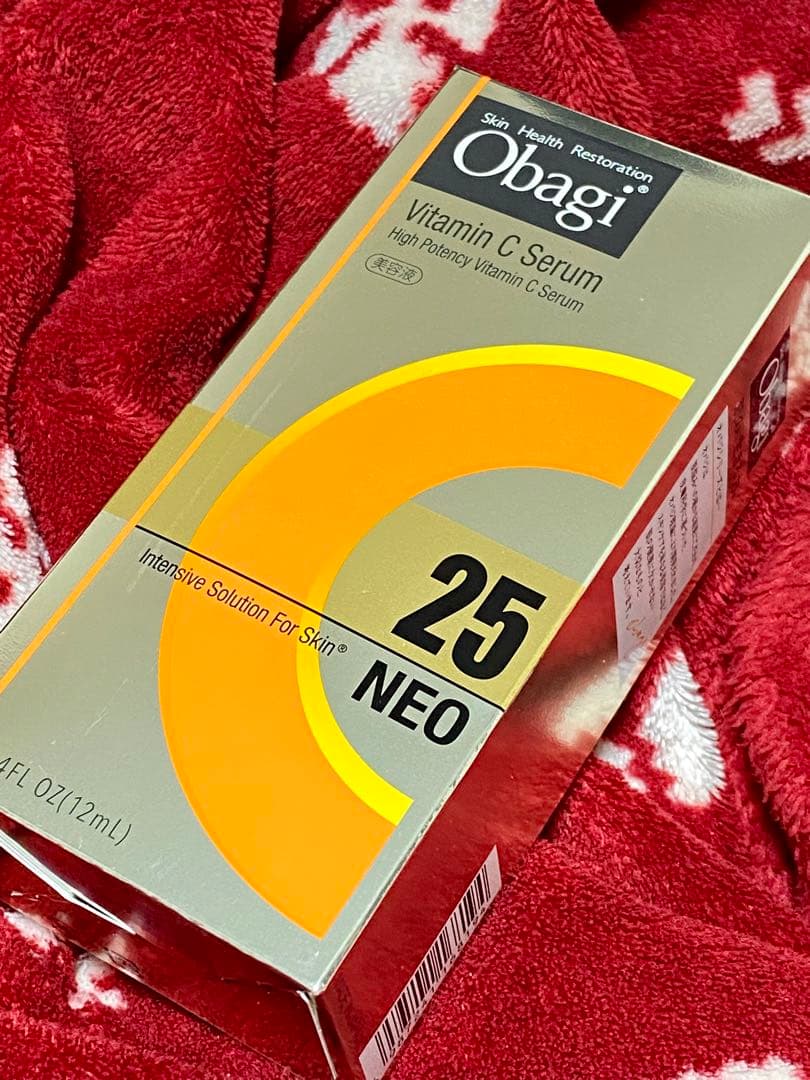 Skin Health Restoration
Obagi®
Vitamin C Serum
High Potency Vitamin C Serum
美容液
25
NEO
Intensive Solution For Skin®
4FL OZ(12mL)
Obagi